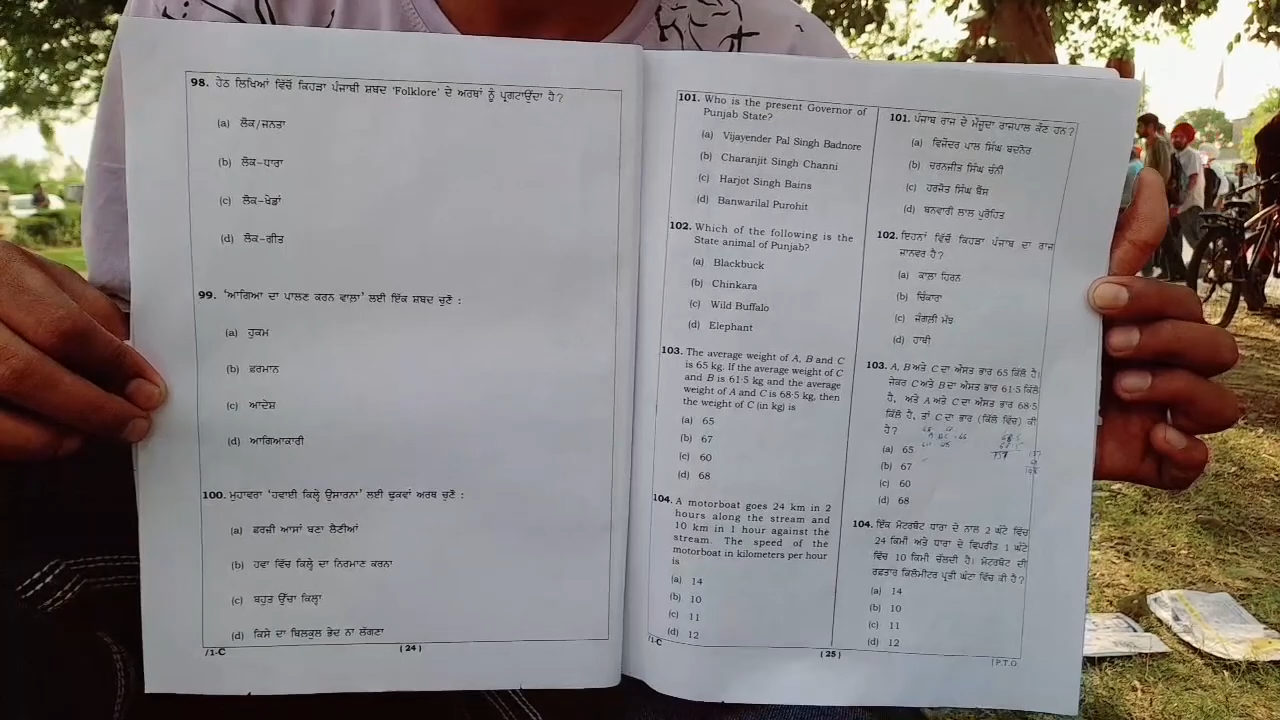 98. ਹੇਠ ਲਿਖਿਆਂ ਵਿੱਚੋਂ ਕਿਹੜਾ ਪੰਜਾਬੀ ਸ਼ਬਦ ‘Folklore’ ਦੇ ਅਰਥਾਂ ਨੂੰ ਪ੍ਰਗਟਾਉਂਦਾ ਹੈ?
(a) ਲੋਕ/ਜਨਤਾ
(b) ਲੋਕ-ਧਾਰਾ
(c) ਲੋਕ-ਖੇਡਾਂ
(d) ਲੋਕ-ਗੀਤ
99. ‘ਆਗਿਆ ਦਾ ਪਾਲਣ ਕਰਨ ਵਾਲਾ’ ਲਈ ਇੱਕ ਸ਼ਬਦ ਚੁਣੋ :
(a) ਹੁਕਮ
(b) ਫ਼ਰਮਾਨ
(c) ਆਦੇਸ਼
(d) ਆਗਿਆਕਾਰੀ
100. ਮੁਹਾਵਰਾ ‘ਹਵਾਈ ਕਿਲ੍ਹੇ ਉਸਾਰਨਾ’ ਲਈ ਢੁਕਵਾਂ ਅਰਥ ਚੁਣੋ :
(a) ਫ਼ਰਜ਼ੀ ਆਸਾਂ ਬਣਾ ਲੈਣੀਆਂ
(b) ਹਵਾ ਵਿੱਚ ਕਿਲ੍ਹੇ ਦਾ ਨਿਰਮਾਣ ਕਰਨਾ
(c) ਬਹੁਤ ਉੱਚਾ ਕਿਲ੍ਹਾ
(d) ਕਿਸੇ ਦਾ ਬਿਲਕੁਲ ਭੇਦ ਨਾ ਲੱਗਣਾ
/1-C
(24)
101. Who is the present Governor of
Punjab State?
(a) Vijayender Pal Singh Badnore
(b) Charanjit Singh Channi
(c) Harjot Singh Bains
(d) Banwarilal Purohit
102. Which of the following is the
State animal of Punjab?
(a) Blackbuck
(b) Chinkara
(c) Wild Buffalo
(d) Elephant
103. The average weight of A, B and C
is 65 kg. If the average weight of C
and B is 61·5 kg and the average
weight of A and C is 68·5 kg, then
the weight of C (in kg) is
(a) 65
(b) 67
(c) 60
(d) 68
104. A motorboat goes 24 km in 2
hours along the stream and
10 km in 1 hour against the
stream. The speed of the
motorboat in kilometers per hour
is
(a) 14
(b) 10
(c) 11
(d) 12
/1-C
(25)
101. ਪੰਜਾਬ ਰਾਜ ਦੇ ਮੌਜੂਦਾ ਰਾਜਪਾਲ ਕੌਣ ਹਨ?
(a) ਵਿਜੇਂਦਰ ਪਾਲ ਸਿੰਘ ਬਦਨੋਰ
(b) ਚਰਨਜੀਤ ਸਿੰਘ ਚੰਨੀ
(c) ਹਰਜੋਤ ਸਿੰਘ ਬੈਂਸ
(d) ਬਨਵਾਰੀ ਲਾਲ ਪੁਰੋਹਿਤ
102. ਇਹਨਾਂ ਵਿੱਚੋਂ ਕਿਹੜਾ ਪੰਜਾਬ ਦਾ ਰਾਜ
ਜਾਨਵਰ ਹੈ?
(a) ਕਾਲਾ ਹਿਰਨ
(b) ਚਿੰਕਾਰਾ
(c) ਜੰਗਲੀ ਮੱਝ
(d) ਹਾਥੀ
103. A, B ਅਤੇ C ਦਾ ਔਸਤ ਭਾਰ 65 ਕਿੱਲੋ ਹੈ।
ਜੇਕਰ C ਅਤੇ B ਦਾ ਔਸਤ ਭਾਰ 61·5 ਕਿੱਲੋ
ਹੈ, ਅਤੇ A ਅਤੇ C ਦਾ ਔਸਤ ਭਾਰ 68·5
ਕਿੱਲੋ ਹੈ, ਤਾਂ C ਦਾ ਭਾਰ (ਕਿੱਲੋ ਵਿੱਚ) ਕੀ
ਹੈ?
(a) 65
(b) 67
(c) 60
(d) 68
104. ਇੱਕ ਮੋਟਰਬੋਟ ਧਾਰਾ ਦੇ ਨਾਲ 2 ਘੰਟੇ ਵਿੱਚ
24 ਕਿਮੀ ਅਤੇ ਧਾਰਾ ਦੇ ਵਿਪਰੀਤ 1 ਘੰਟੇ
ਵਿੱਚ 10 ਕਿਮੀ ਚੱਲਦੀ ਹੈ। ਮੋਟਰਬੋਟ ਦੀ
ਰਫ਼ਤਾਰ ਕਿਲੋਮੀਟਰ ਪ੍ਰਤੀ ਘੰਟਾ ਵਿੱਚ ਕੀ ਹੈ?
(a) 14
(b) 10
(c) 11
(d) 12
[P.T.O.